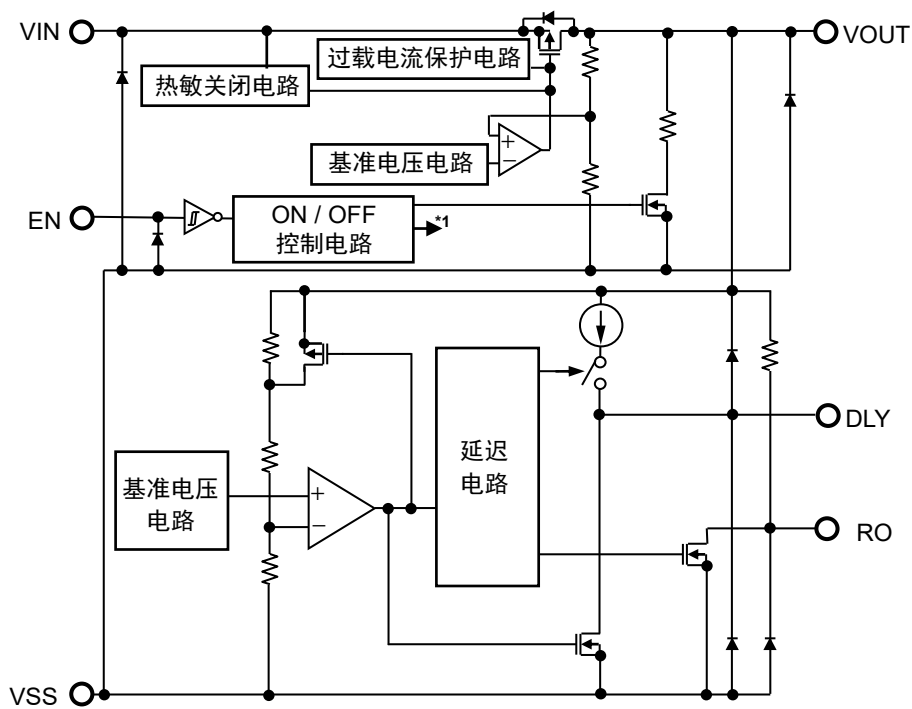 VIN
VOUT
过载电流保护电路
热敏关闭电路
基准电压电路
+
−
EN
ON / OFF
控制电路
*1
DLY
延迟
电路
基准电压
电路
+
−
RO
VSS